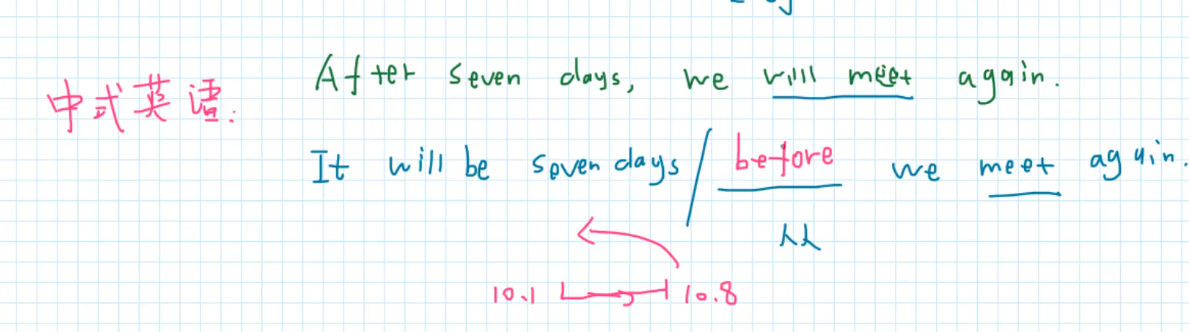 After seven days, we will meet again.
中式英语:
It will be seven days / before we meet again.
10.1 10.8